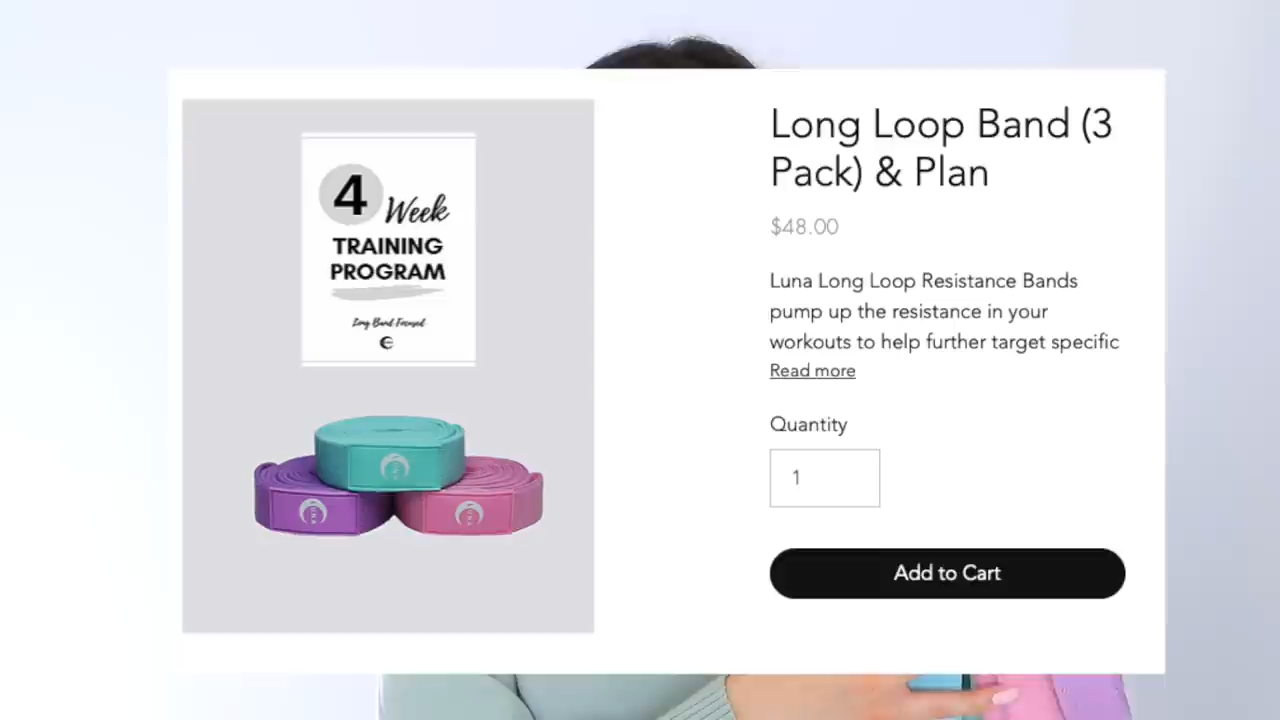 4 Week
TRAINING
PROGRAM
Long Band Focused
Long Loop Band (3
Pack) & Plan
$48.00
Luna Long Loop Resistance Bands
pump up the resistance in your
workouts to help further target specific
Read more
Quantity
1
Add to Cart